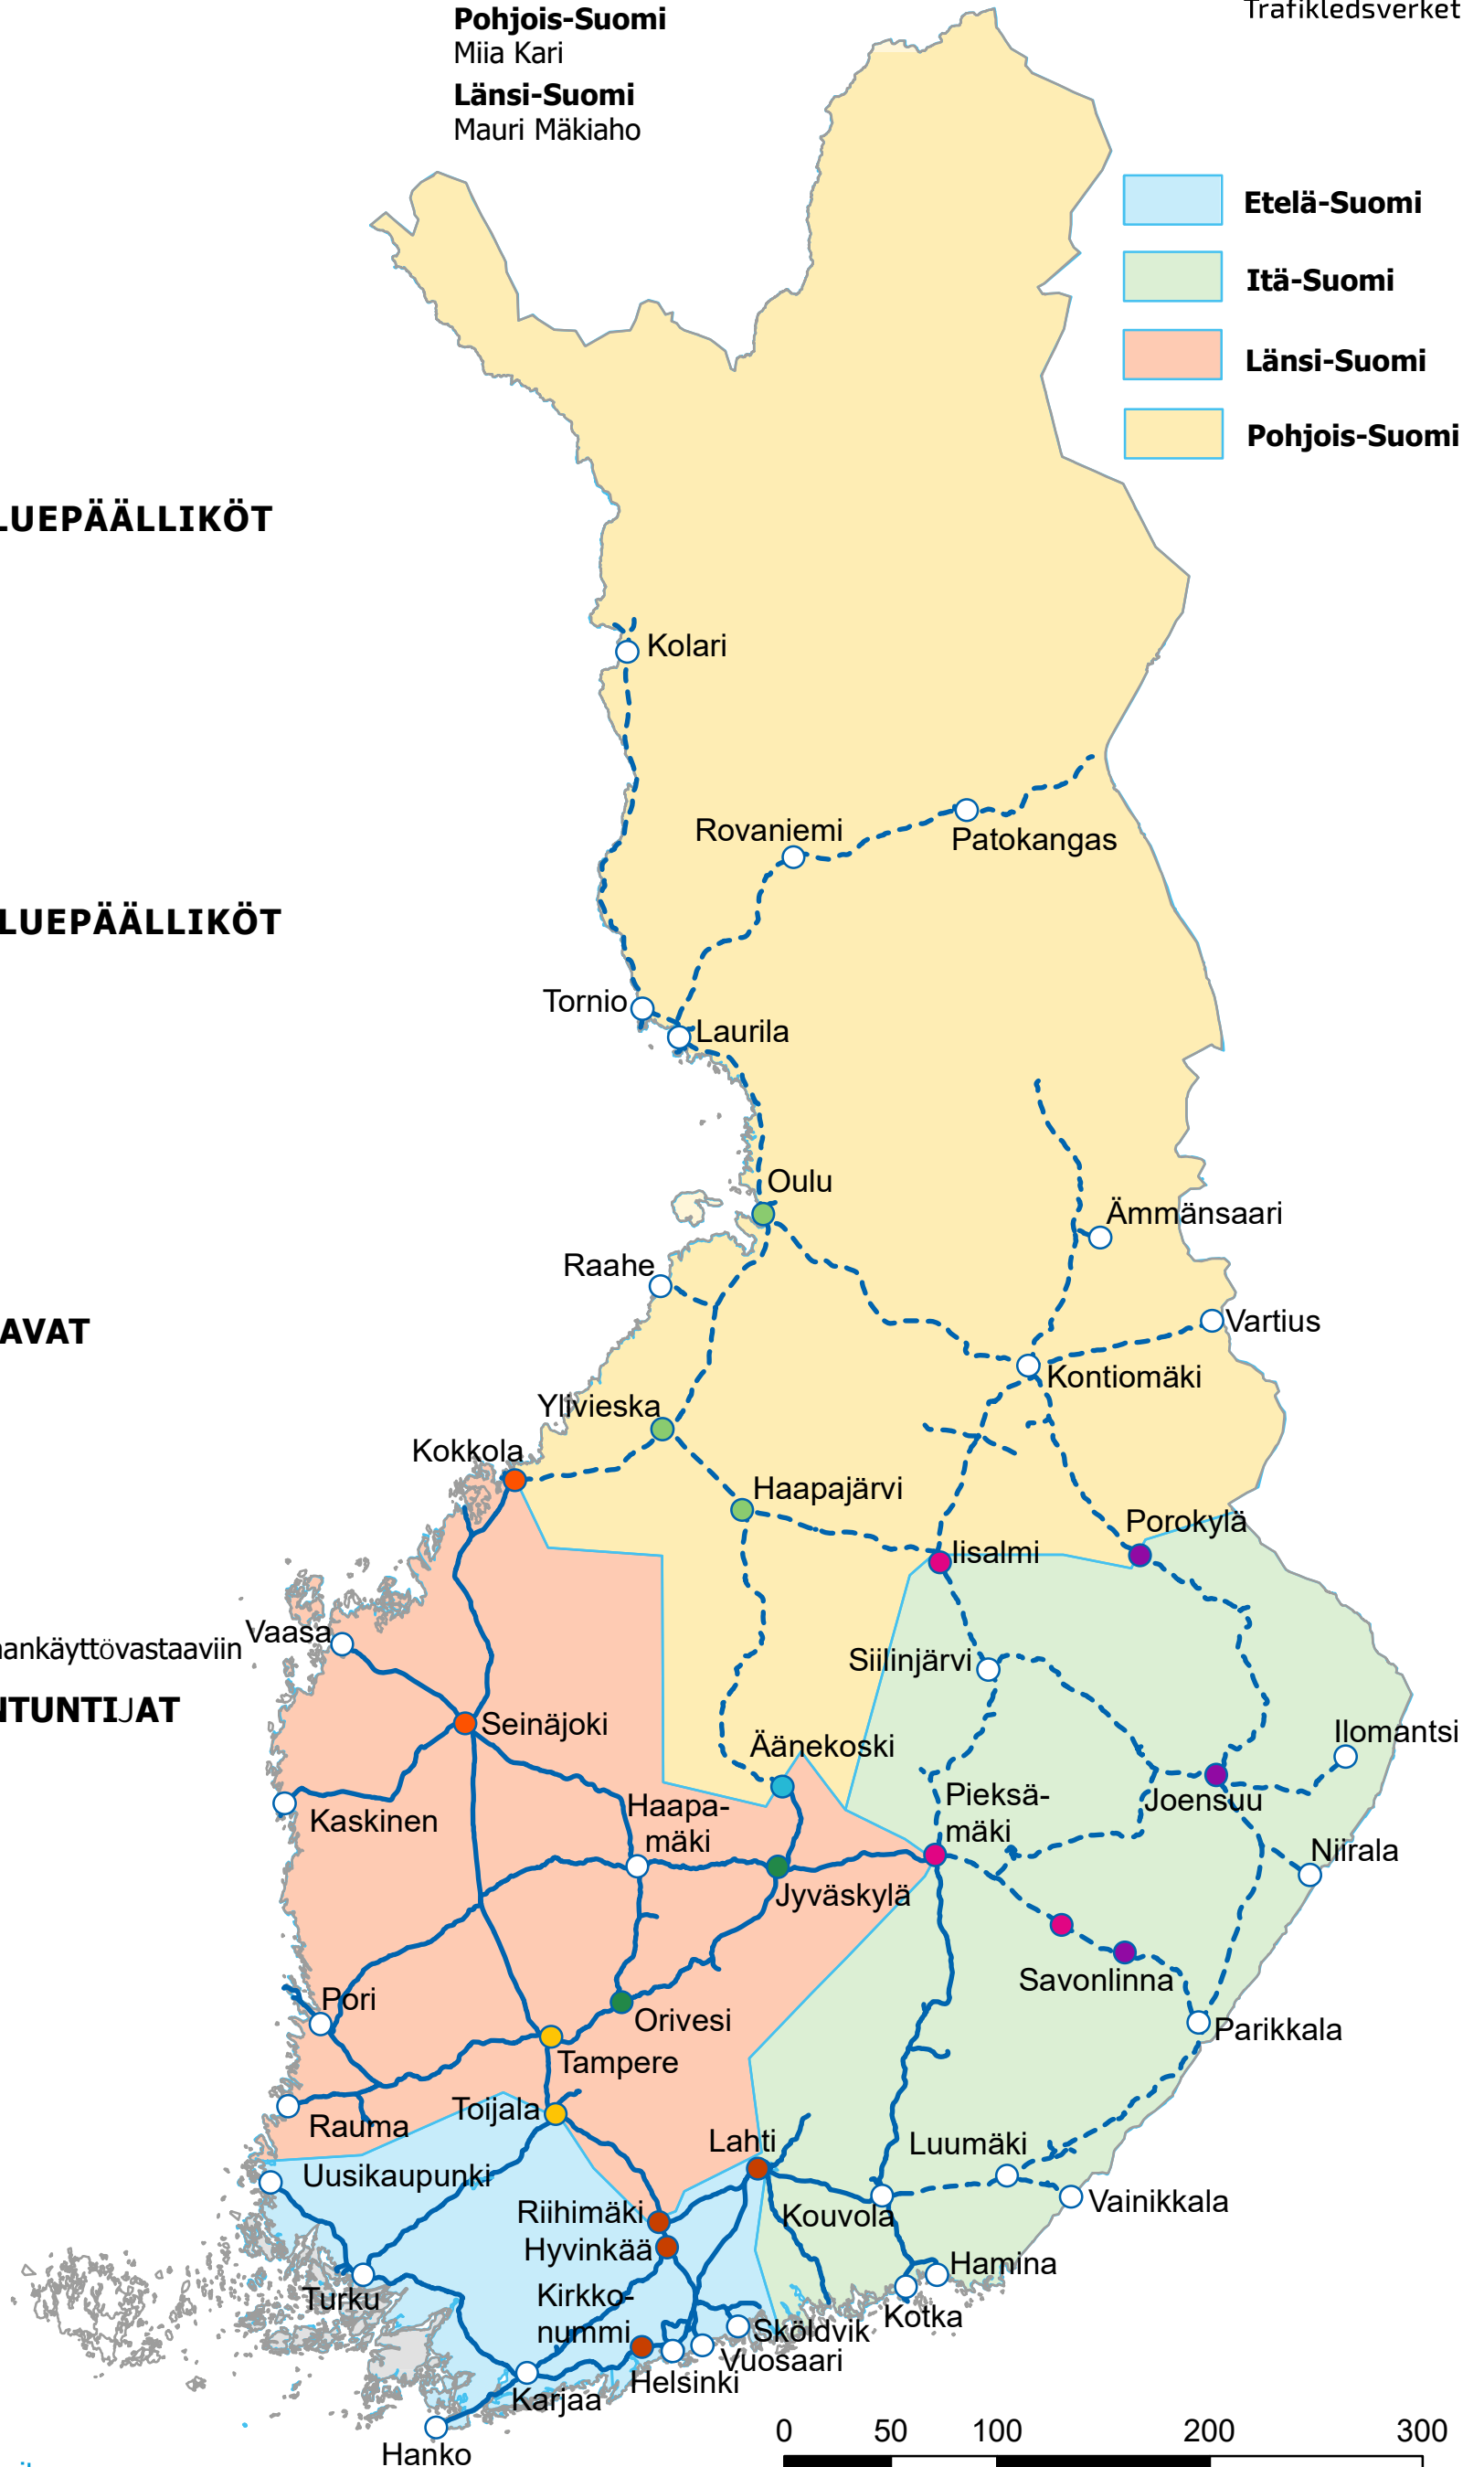 Trafikledsverket
Pohjois-Suomi
Miia Kari
Länsi-Suomi
Mauri Mäkiaho
Etelä-Suomi
Itä-Suomi
Länsi-Suomi
Pohjois-Suomi
LUEPÄÄLLIKÖT
Kolari
Rovaniemi
Patokangas
LUEPÄÄLLIKÖT
Tornio
Laurila
Oulu
Ämmänsaari
Raahe
Vartius
AVAT
Kontiomäki
Ylivieska
Kokkola
Haapajärvi
Porokylä
Iisalmi
Vaasa
nankäyttövastaaviin
Siilinjärvi
NTUNTIJAT
Seinäjoki
Ilomantsi
Äänekoski
Kaskinen
Haapa-
mäki
Pieksä-
mäki
Joensuu
Niirala
Jyväskylä
Savonlinna
Pori
Orivesi
Parikkala
Tampere
Toijala
Rauma
Lahti
Luumäki
Uusikaupunki
Vainikkala
Riihimäki
Kouvola
Hyvinkää
Hamina
Turku
Kirkko-
nummi
Kotka
Sköldvik
Vuosaari
Helsinki
Karjaa
Hanko
0 50 100 200 300